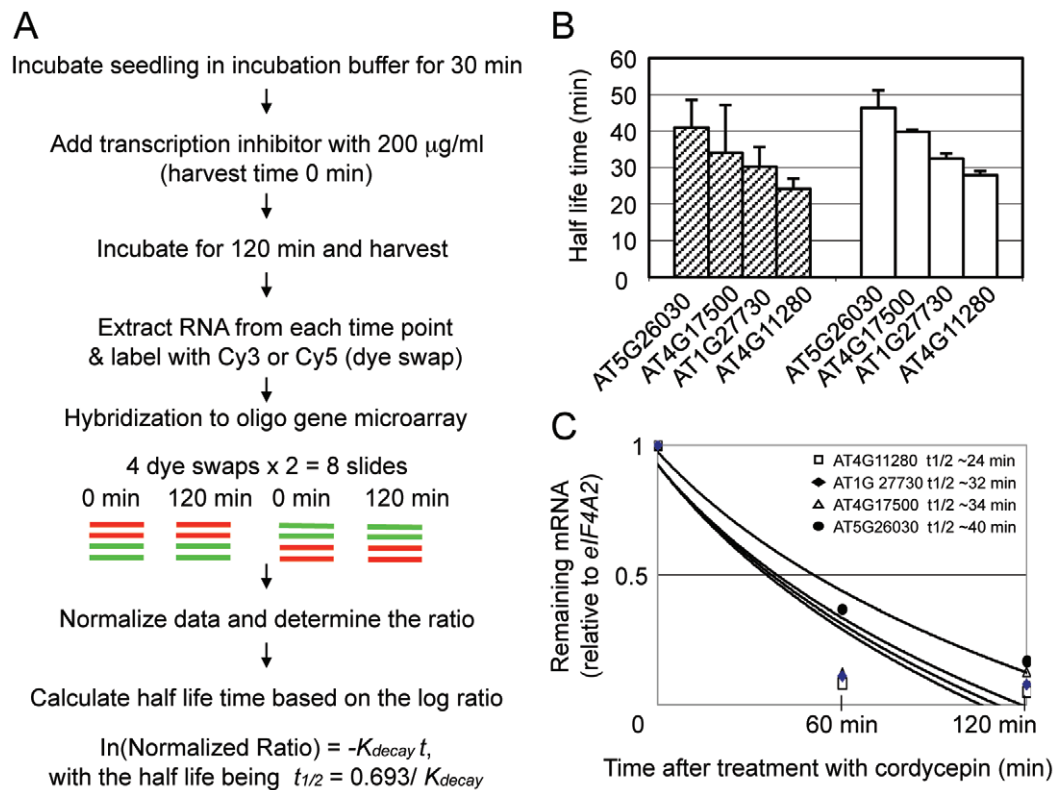 A
Incubate seedling in incubation buffer for 30 min
Add transcription inhibitor with 200 μg/ml
(harvest time 0 min)
Incubate for 120 min and harvest
Extract RNA from each time point
& label with Cy3 or Cy5 (dye swap)
Hybridization to oligo gene microarray
4 dye swaps x 2 = 8 slides
0 min 120 min 0 min 120 min
Normalize data and determine the ratio
Calculate half life time based on the log ratio
ln(Normalized Ratio) = -Kdecay t,
with the half life being t1/2 = 0.693/ Kdecay
B
Half life time (min)
60
50
40
30
20
10
0
AT5G26030
AT4G17500
AT1G27730
AT4G11280
AT5G26030
AT4G17500
AT1G27730
AT4G11280
C
Remaining mRNA
(relative to eIF4A2)
1
0.5
0
AT4G11280 t1/2 ~24 min
AT1G 27730 t1/2 ~32 min
AT4G17500 t1/2 ~34 min
AT5G26030 t1/2 ~40 min
60 min
120 min
Time after treatment with cordycepin (min)